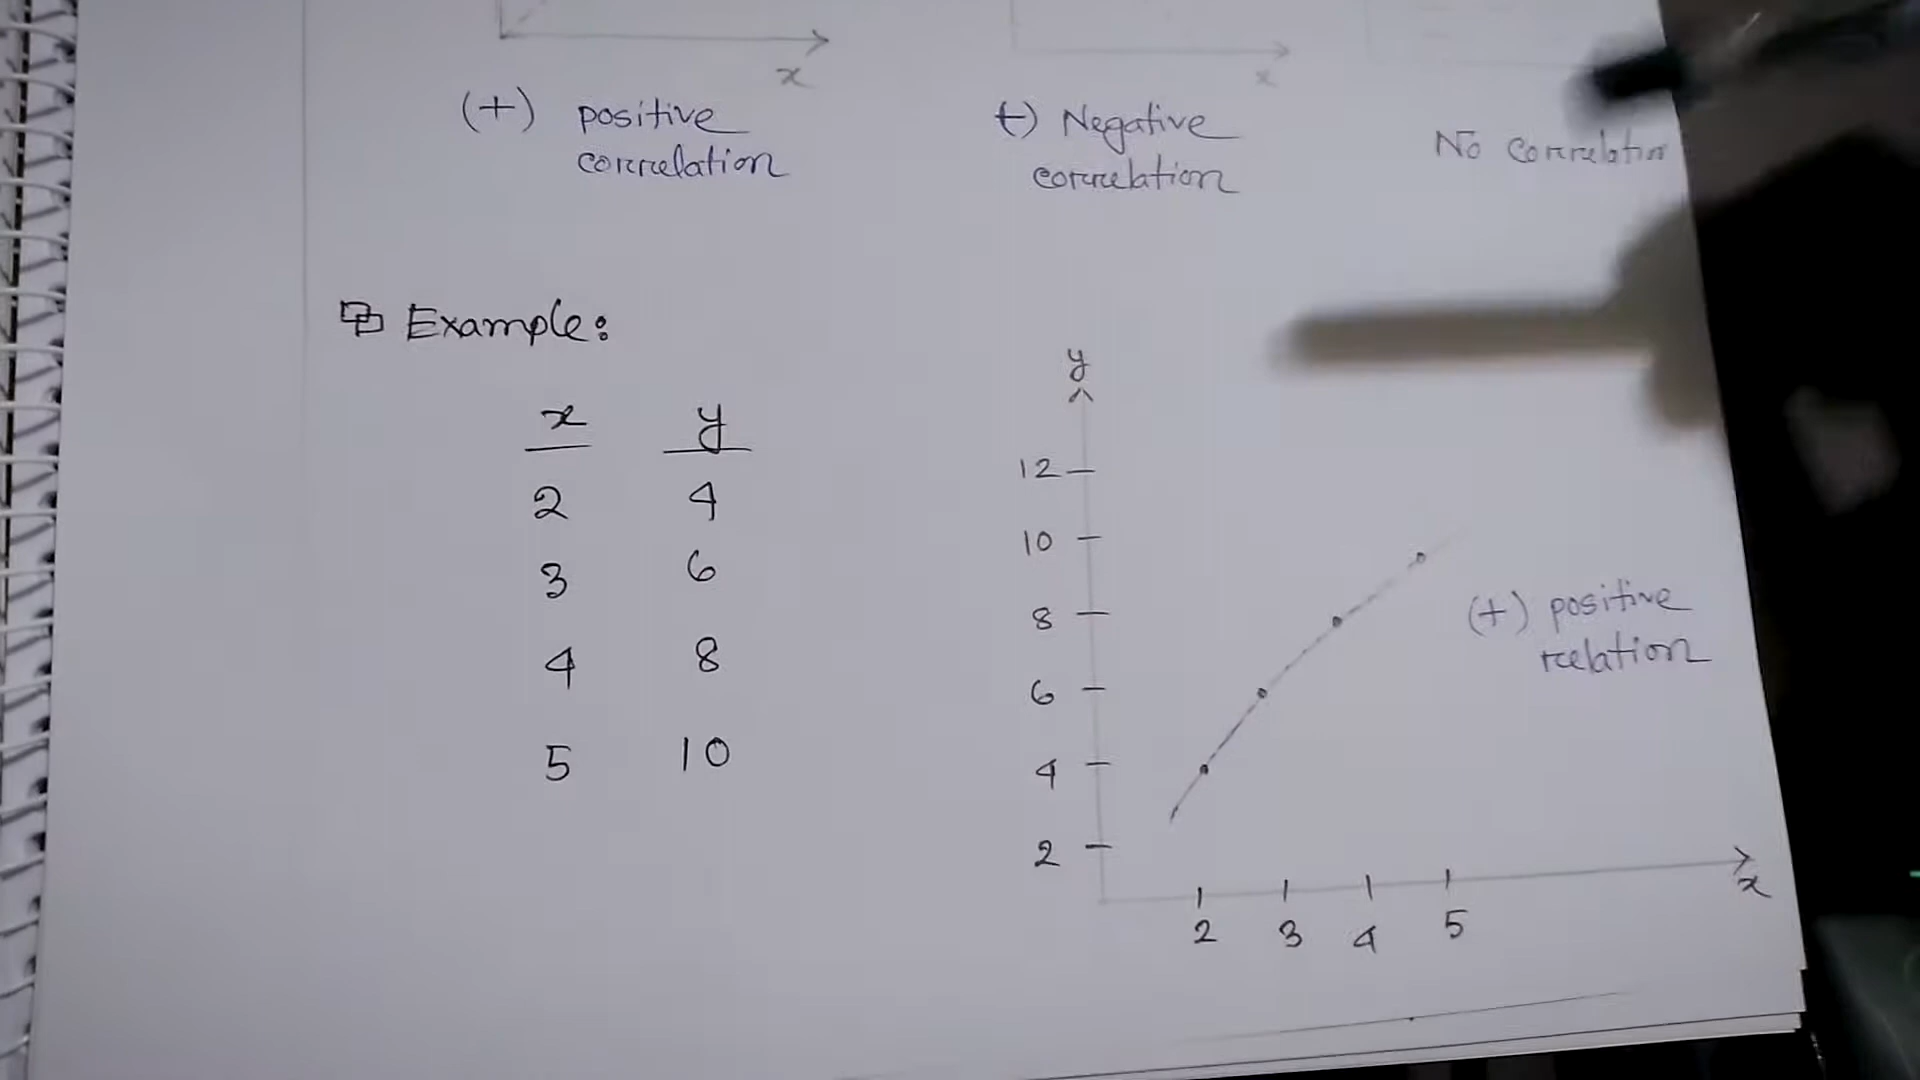 x
x
(+) positive
correlation
(-) Negative
correlation
No Correlation
Example:
x y
2 4
3 6
4 8
5 10
y
12
10
8
6
4
2
(+) positive
relation
x
2 3 4 5